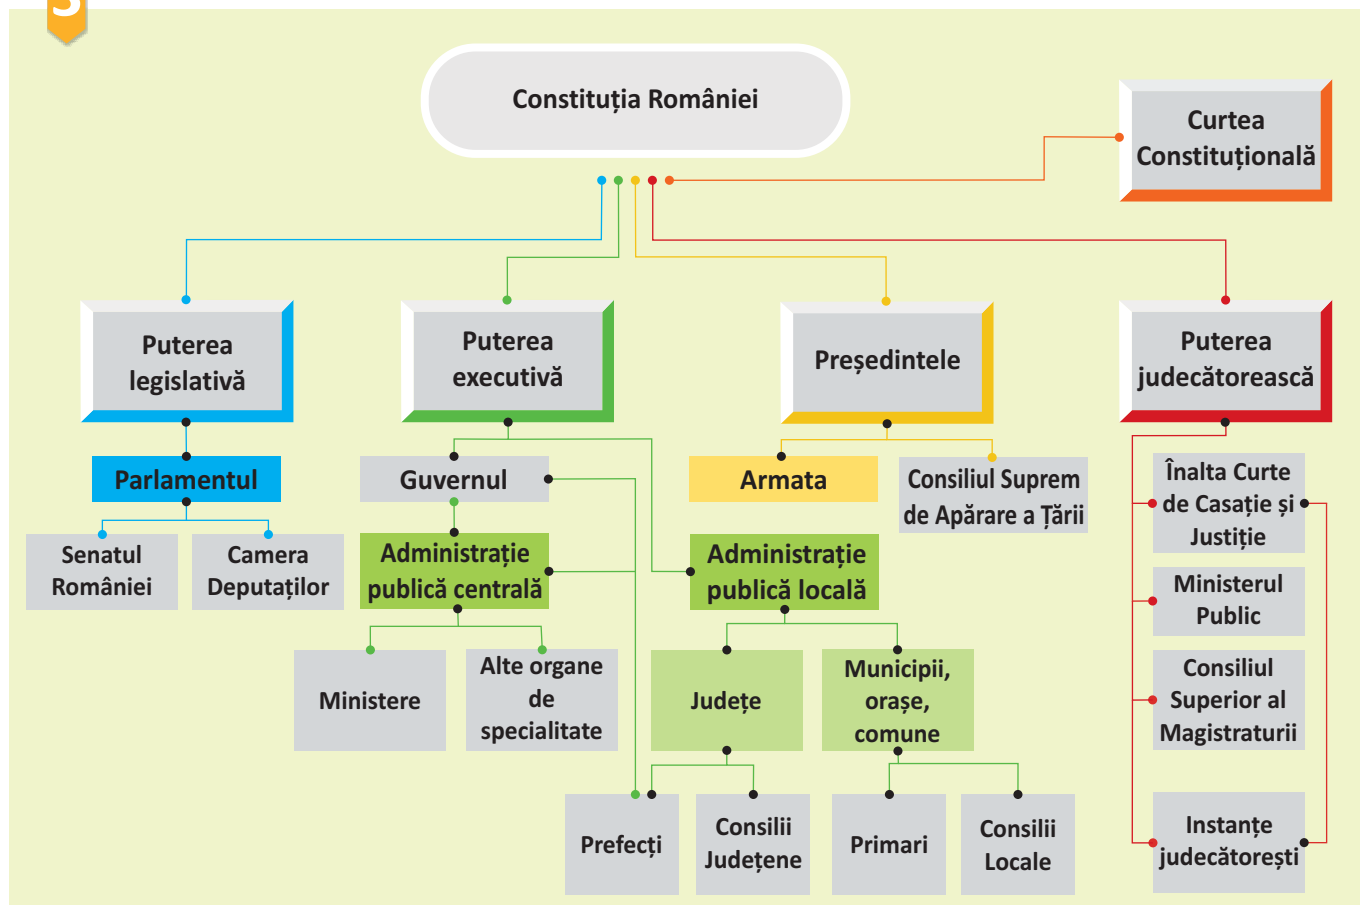 3
Constituția României
Curtea
Constituțională
Puterea
legislativă
Puterea
executivă
Președintele
Puterea
judecătorească
Parlamentul
Senatul
României
Camera
Deputaților
Guvernul
Administrație
publică centrală
Ministere
Alte organe
de
specialitate
Armata
Consiliul Suprem
de Apărare a Țării
Administrație
publică locală
Județe
Municipii,
orașe,
comune
Prefecți
Consilii
Județene
Primari
Consilii
Locale
Înalta Curte
de Casație și
Justiție
Ministerul
Public
Consiliul
Superior al
Magistraturii
Instanțe
judecătorești